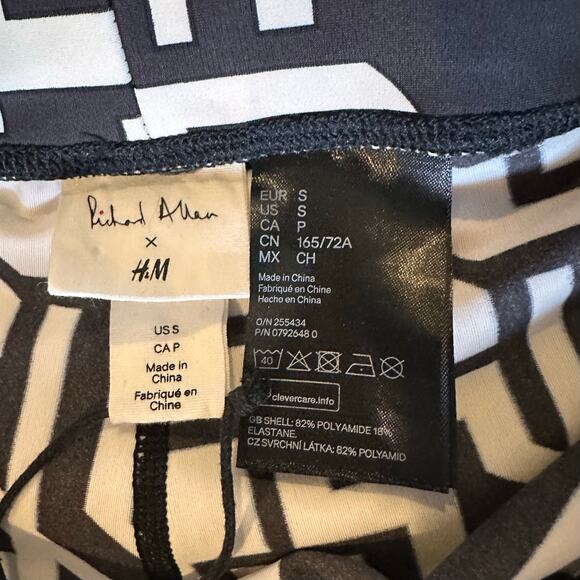 Richard Allan
×
H&M
US S
CA P
Made in
China
Fabriqué en
Chine
EUR S
US S
CA P
CN 165/72A
MX CH
Made in China
Fabriqué en Chine
Hecho en China
O/N 255434
P/N 0792648 0
40
clevercare.info
GB SHELL: 82% POLYAMIDE 18%
ELASTANE.
CZ SVRCHNÍ LÁTKA: 82% POLYAMID